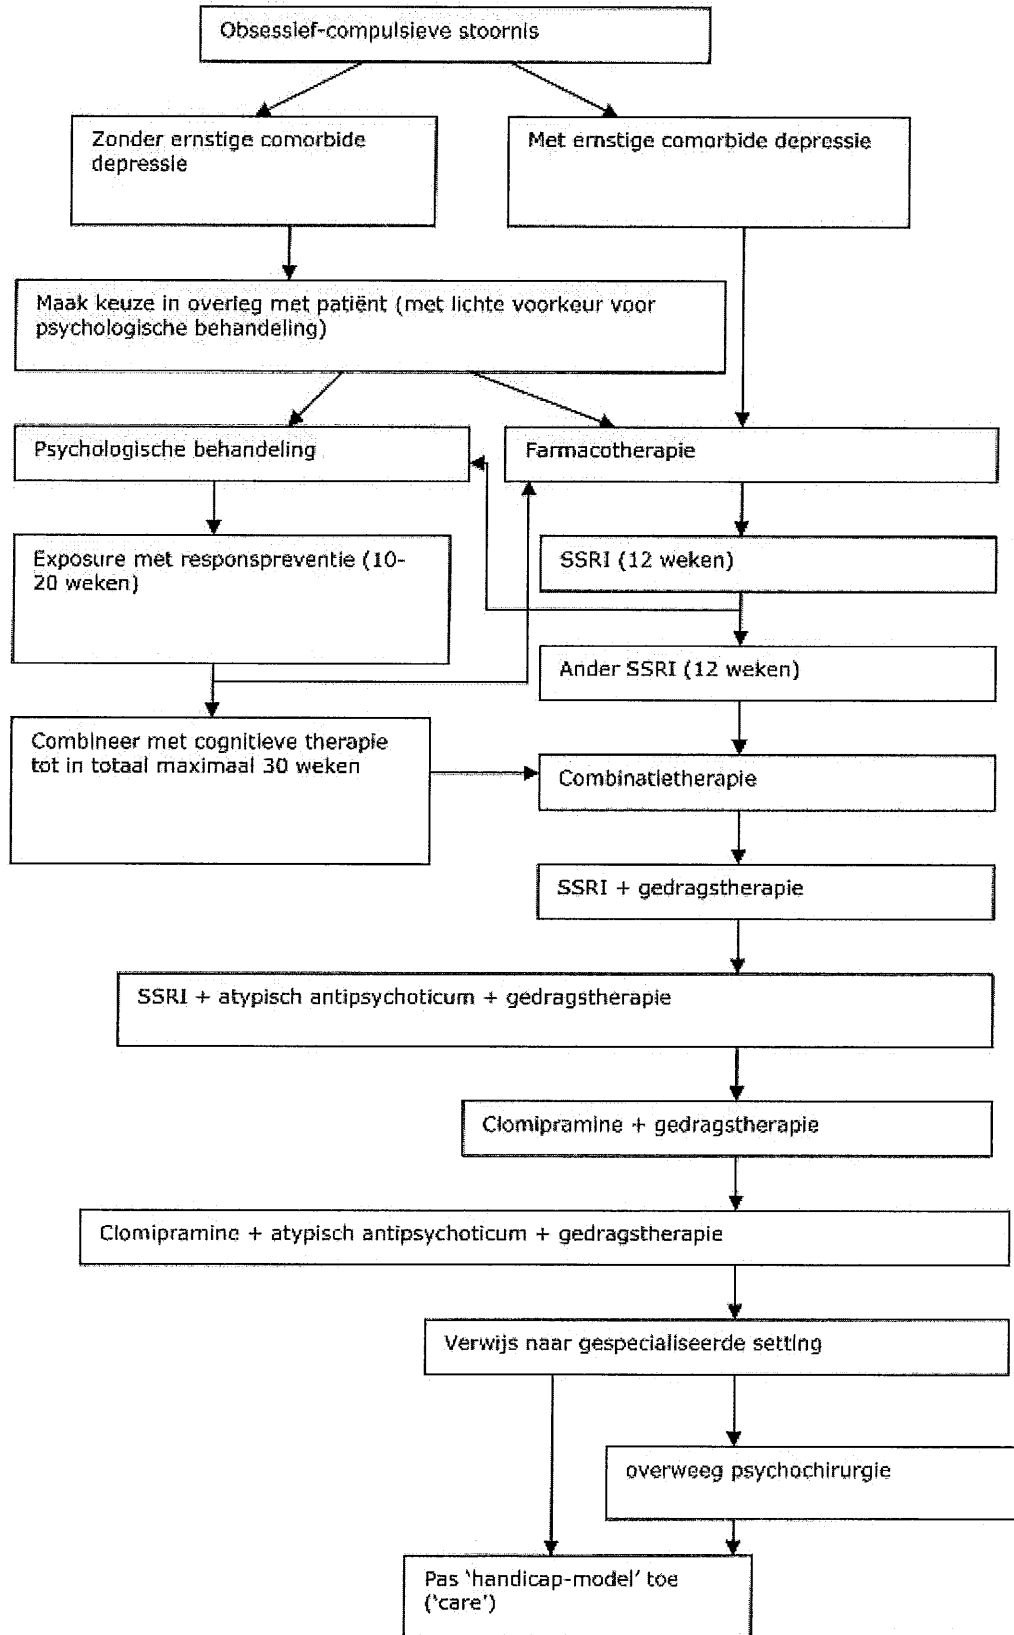 Obsessief-compulsieve stoornis
Zonder ernstige comorbide
depressie
Met ernstige comorbide depressie
Maak keuze in overleg met patiënt (met lichte voorkeur voor
psychologische behandeling)
Psychologische behandeling
Farmacotherapie
Exposure met responspreventie (10-
20 weken)
SSRI (12 weken)
Ander SSRI (12 weken)
Combineer met cognitieve therapie
tot in totaal maximaal 30 weken
Combinatietherapie
SSRI + gedragstherapie
SSRI + atypisch antipsychoticum + gedragstherapie
Clomipramine + gedragstherapie
Clomipramine + atypisch antipsychoticum + gedragstherapie
Verwijs naar gespecialiseerde setting
overweeg psychochirurgie
Pas ‘handicap-model’ toe
(‘care’)